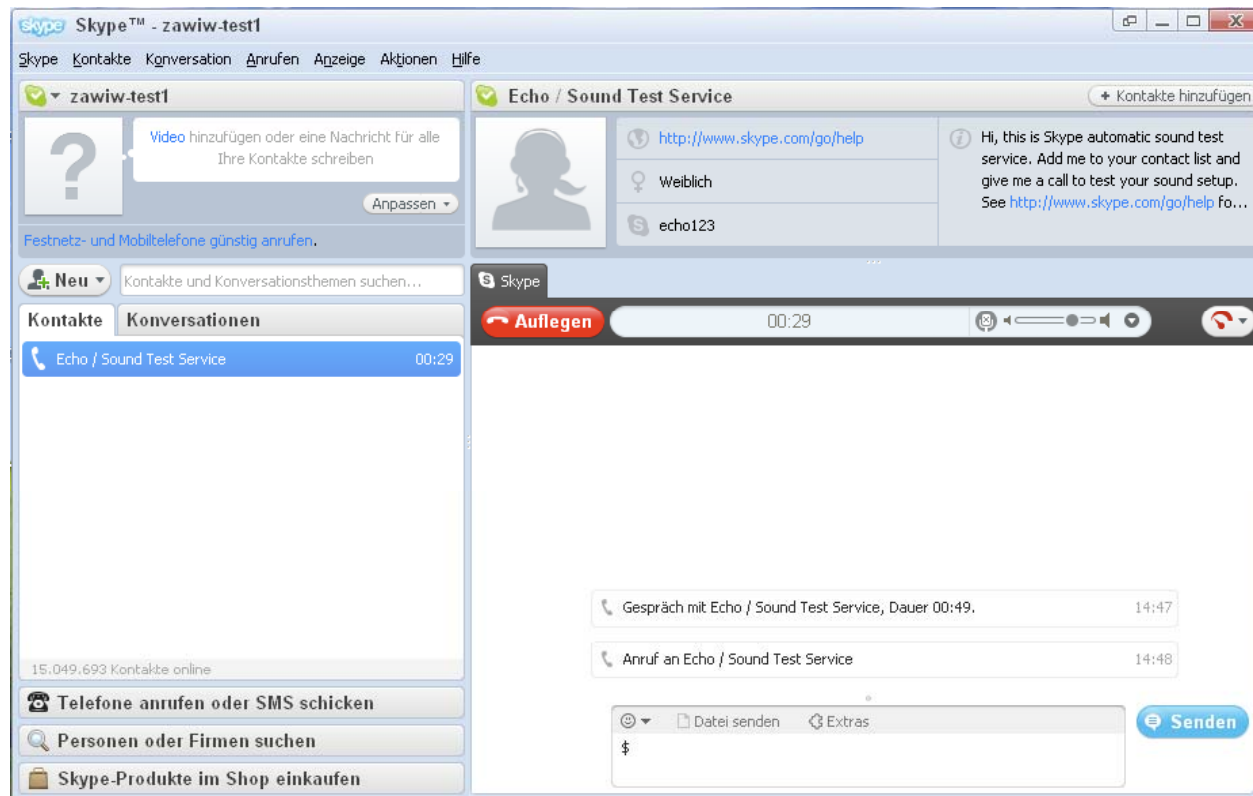 Skype™ - zawiw-test1
Skype Kontakte Konversation Anrufen Anzeige Aktionen Hilfe
zawiw-test1
Video hinzufügen oder eine Nachricht für alle
Ihre Kontakte schreiben
Anpassen
Festnetz- und Mobiltelefone günstig anrufen.
Neu
Kontakte und Konversationsthemen suchen...
Kontakte Konversationen
Echo / Sound Test Service 00:29
15.049.693 Kontakte online
Telefone anrufen oder SMS schicken
Personen oder Firmen suchen
Skype-Produkte im Shop einkaufen
Echo / Sound Test Service
+ Kontakte hinzufügen
http://www.skype.com/go/help
Weiblich
echo123
Hi, this is Skype automatic sound test
service. Add me to your contact list and
give me a call to test your sound setup.
See http://www.skype.com/go/help fo...
Skype
Auflegen 00:29
Gespräch mit Echo / Sound Test Service, Dauer 00:49. 14:47
Anruf an Echo / Sound Test Service 14:48
Datei senden Extras
$
Senden